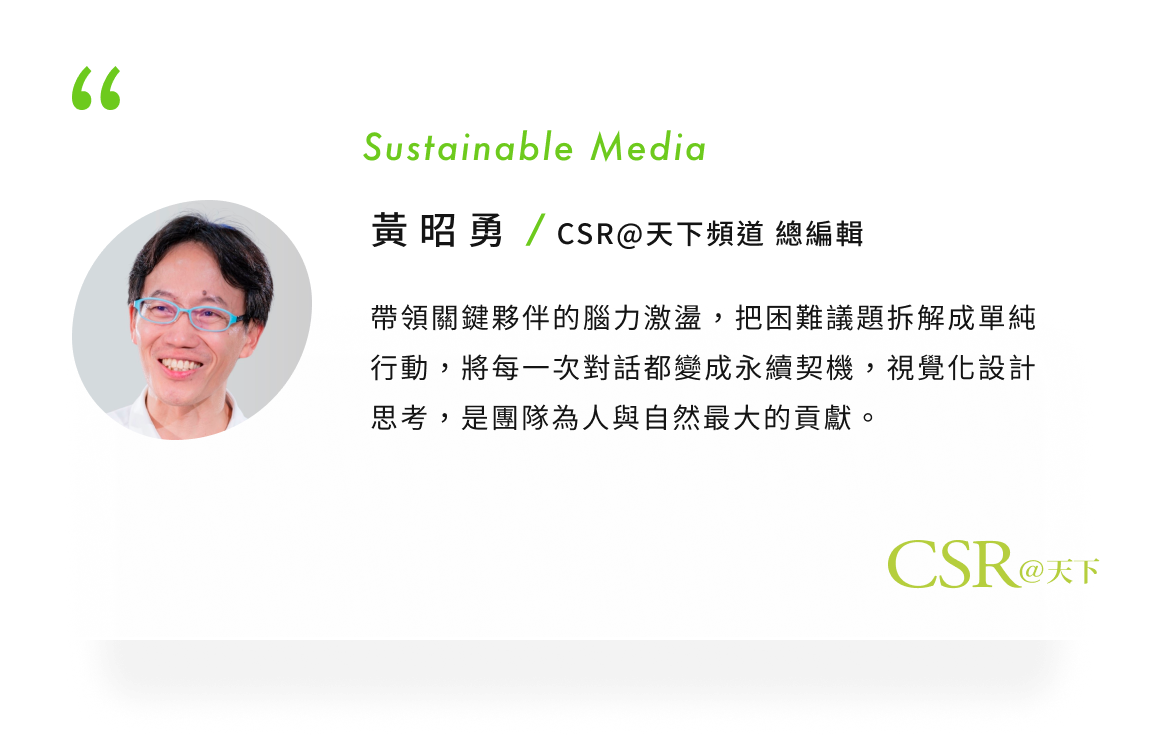 “
Sustainable Media
黃昭勇 / CSR@天下頻道 總編輯
帶領關鍵夥伴的腦力激盪，把困難議題拆解成單純
行動，將每一次對話都變成永續契機，視覺化設計
思考，是團隊為人與自然最大的貢獻。
CSR@天下